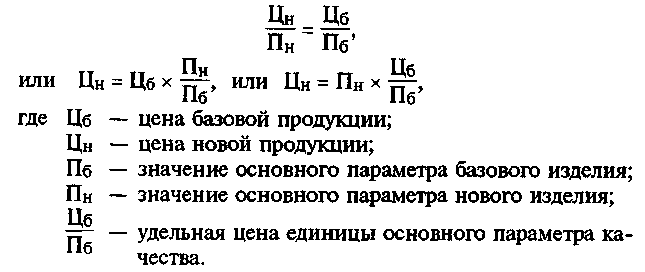 Цн/Пн = Цб/Пб,
или Цн = Цб × Пн/Пб, или Цн = Пн × Цб/Пб,
где Цб — цена базовой продукции;
Цн — цена новой продукции;
Пб — значение основного параметра базового изделия;
Пн — значение основного параметра нового изделия;
Цб/Пб — удельная цена единицы основного параметра ка-
чества.